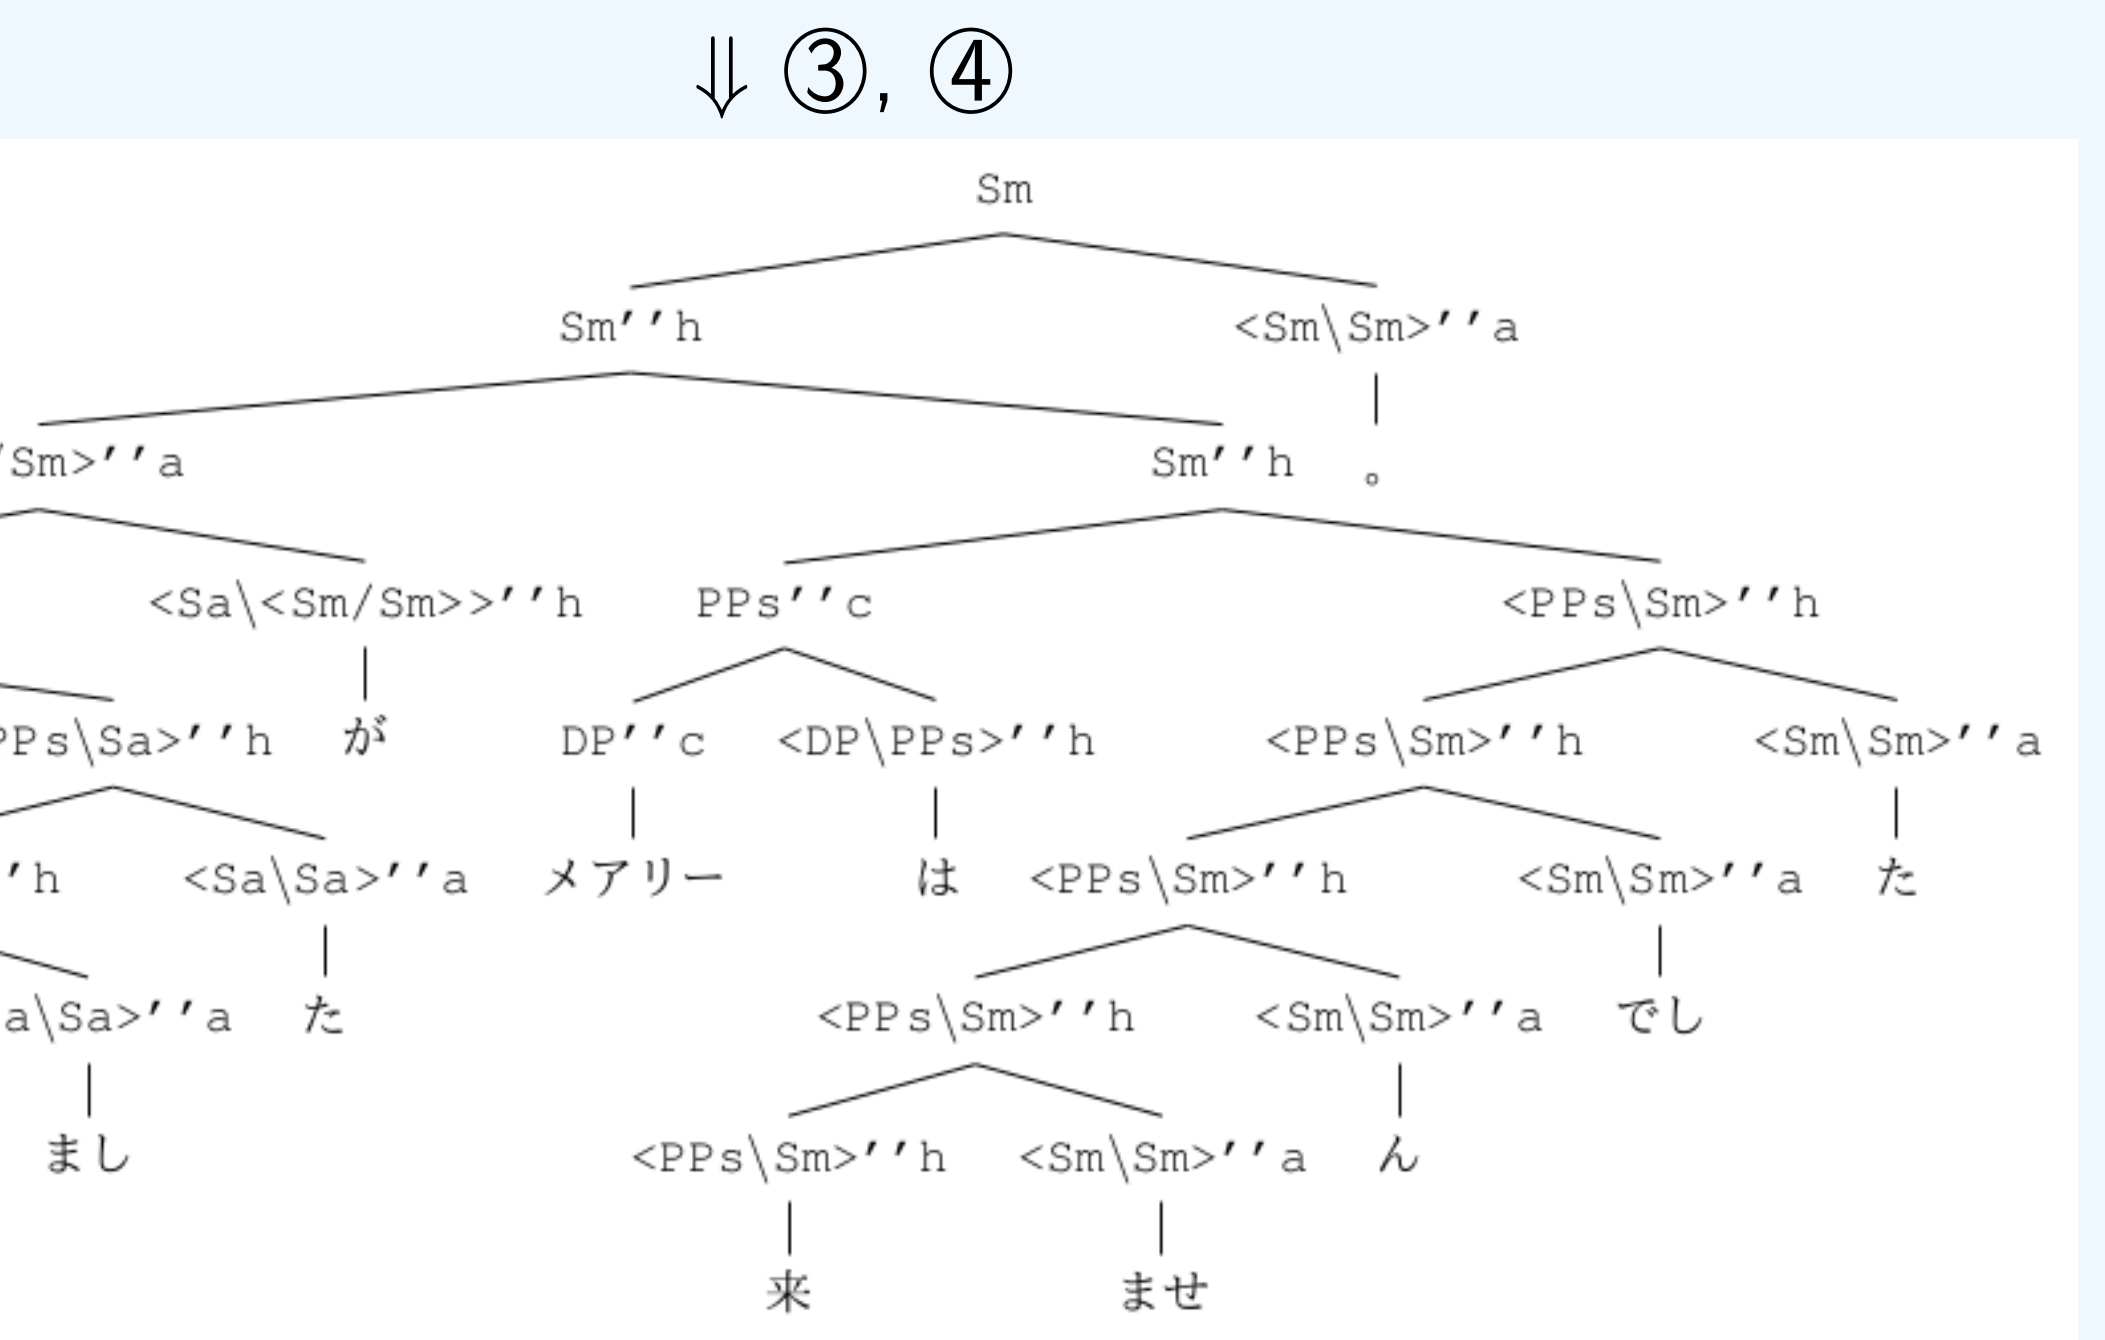 ⇓ ③, ④
Sm
Sm′′h <Sm\Sm>′′a
/Sm>′′a Sm′′h 。
<Sa\<Sm/Sm>>′′h PPs′′c <PPs\Sm>′′h
PPs\Sa>′′h が DP′′c <DP\PPs>′′h <PPs\Sm>′′h <Sm\Sm>′′a
′h <Sa\Sa>′′a メアリー は <PPs\Sm>′′h <Sm\Sm>′′a た
a\Sa>′′a た <PPs\Sm>′′h <Sm\Sm>′′a でし
まし <PPs\Sm>′′h <Sm\Sm>′′a ん
来 ませ